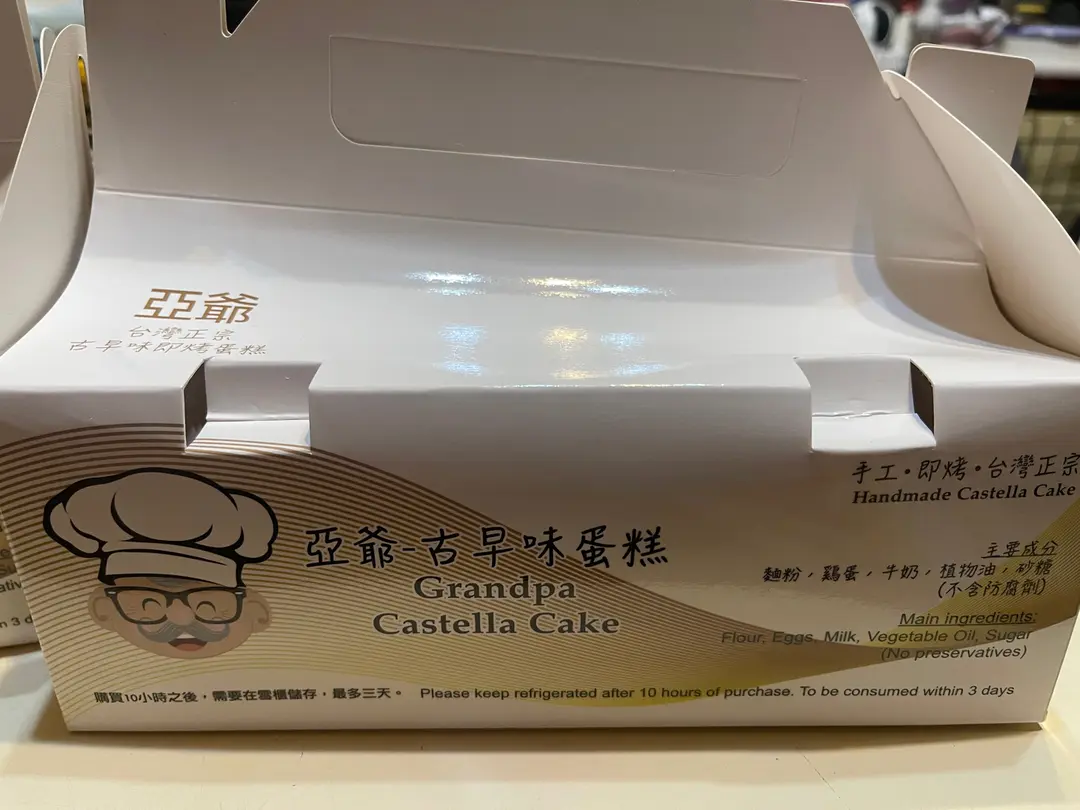 亞爺
台灣正宗
古早味即烤蛋糕
手工・即烤・台灣正宗
Handmade Castella Cake
亞爺-古早味蛋糕
Grandpa
Castella Cake
主要成分
麵粉，鷄蛋，牛奶，植物油，砂糖
(不含防腐劑)
Main ingredients:
Flour, Eggs, Milk, Vegetable Oil, Sugar
(No preservatives)
購買10小時之後，需要在雪櫃儲存，最多三天。 Please keep refrigerated after 10 hours of purchase. To be consumed within 3 days